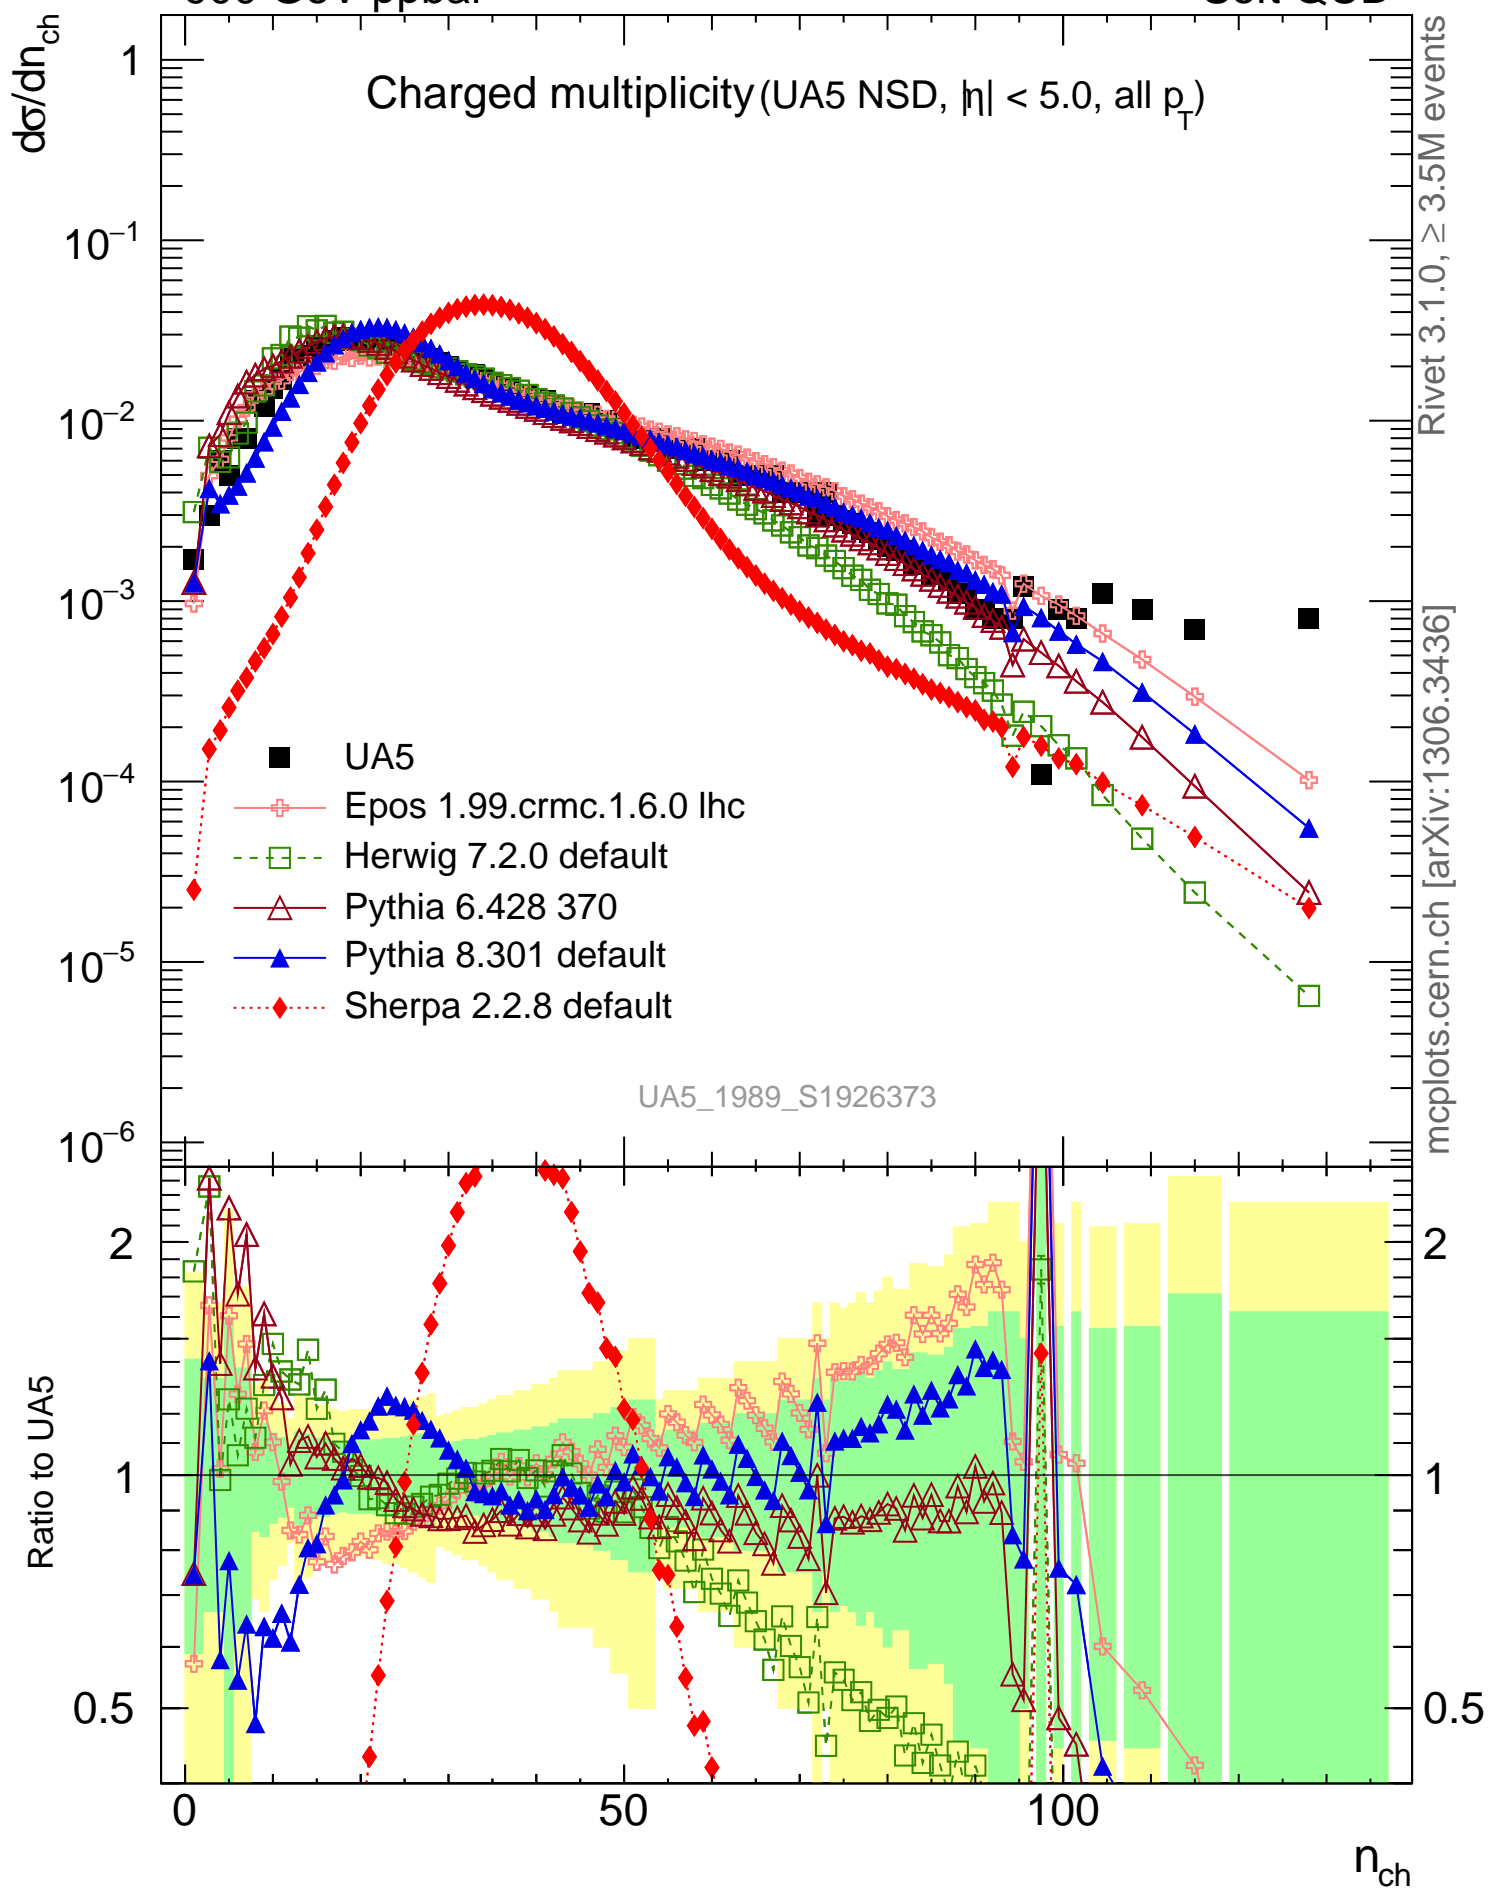 dσ/dn_ch
Charged multiplicity (UA5 NSD, |η| < 5.0, all p_T)
1
10⁻¹
10⁻²
10⁻³
10⁻⁴
10⁻⁵
10⁻⁶
UA5
Epos 1.99.crmc.1.6.0 lhc
Herwig 7.2.0 default
Pythia 6.428 370
Pythia 8.301 default
Sherpa 2.2.8 default
UA5_1989_S1926373
Rivet 3.1.0, ≥ 3.5M events
mcplots.cern.ch [arXiv:1306.3436]
Ratio to UA5
2
1
0.5
2
1
0.5
0
50
100
n_ch